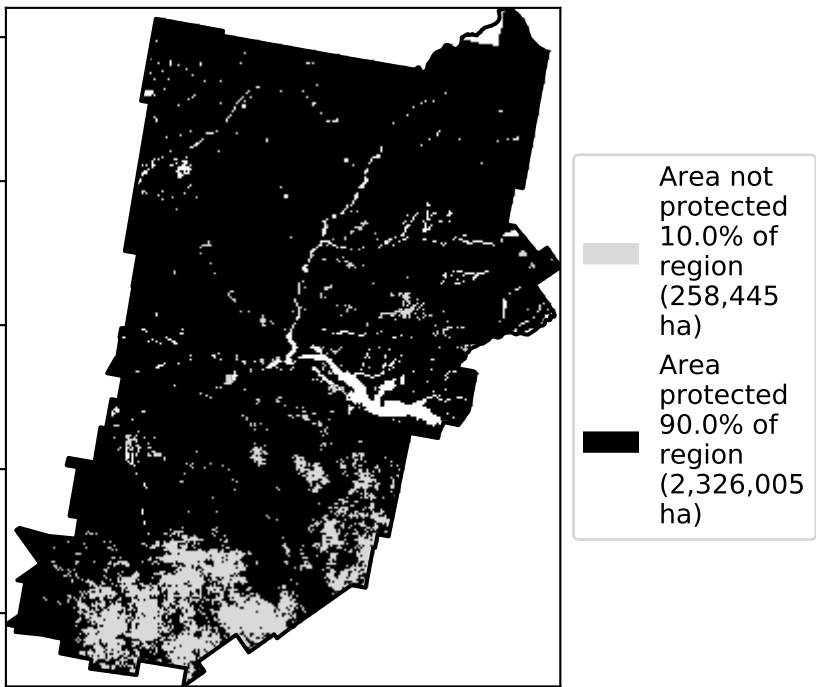 Area not
protected
10.0% of
region
(258,445
ha)
Area
protected
90.0% of
region
(2,326,005
ha)